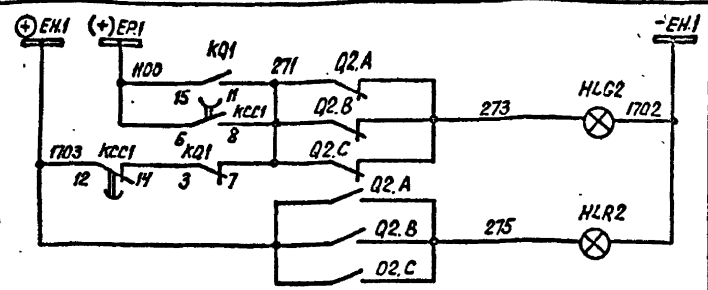 ⊕ EH.1 (+) EP.1 -EH.1
KQ1
1100 271 Q2.A HLG2
15 11 KCC1 Q2.B 273 1702
6 8
1703 KCC1 KQ1 Q2.C
12 14 3 7
Q2.A
HLR2
Q2.B 275
Q2.C